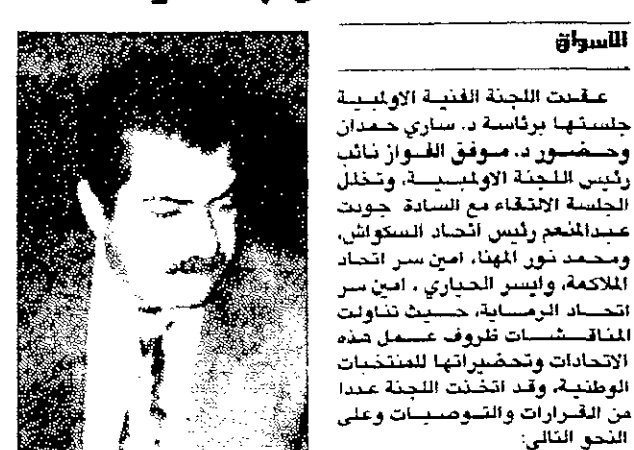 الأسواق
عقدت اللجنة الفنية الاولمبية
جلستها برئاسة د. ساري حمدان
وحضور د. موفق الفواز نائب
رئيس اللجنة الاولمبية، وتخلل
الجلسة الالتقاء مع السادة جودت
عبدالمنعم رئيس اتحاد السكواش،
ومحمد نور المهنا، امين سر اتحاد
الملاكمة، وايسر الحياري، امين سر
اتحاد الرماية، حيث تناولت
المناقشات ظروف عمل هذه
الاتحادات وتحضيراتها للمنتخبات
الوطنية، وقد اتخذت اللجنة عددا
من القرارات والتوصيات وعلى
النحو التالي: